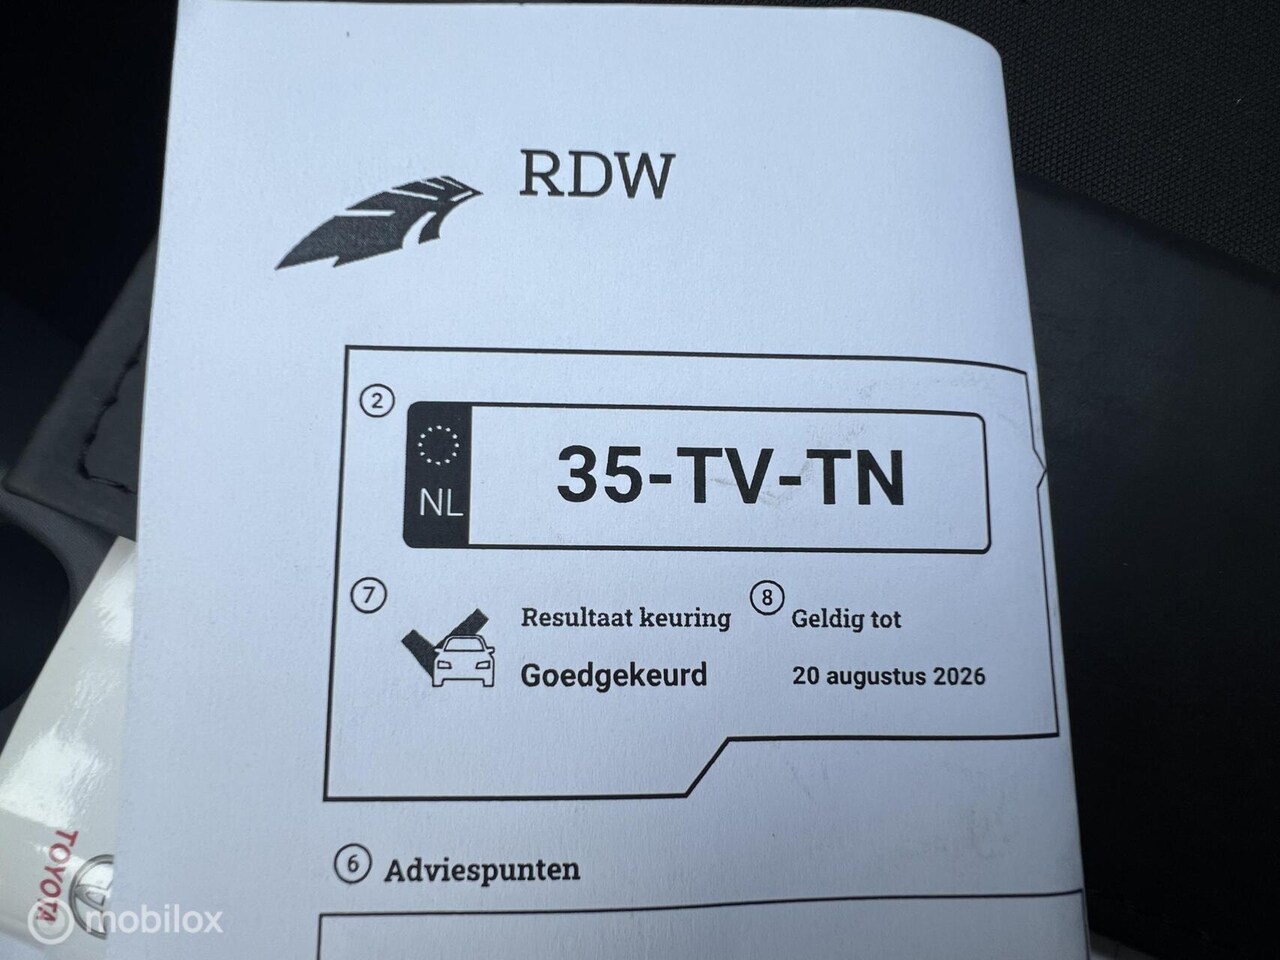 RDW
2
NL
35-TV-TN
7
Resultaat keuring
8
Geldig tot
Goedgekeurd
20 augustus 2026
6
Adviespunten
TOYOTA
mobilox